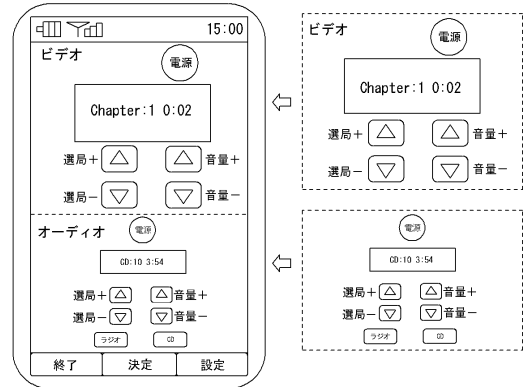 15:00
ビデオ
電源
Chapter:1 0:02
選局+ 音量+
選局- 音量-
オーディオ
電源
CD:10 3:54
選局+ 音量+
選局- 音量-
ラジオ CD
終了 決定 設定
ビデオ
電源
Chapter:1 0:02
選局+ 音量+
選局- 音量-
電源
CD:10 3:54
選局+ 音量+
選局- 音量-
ラジオ CD